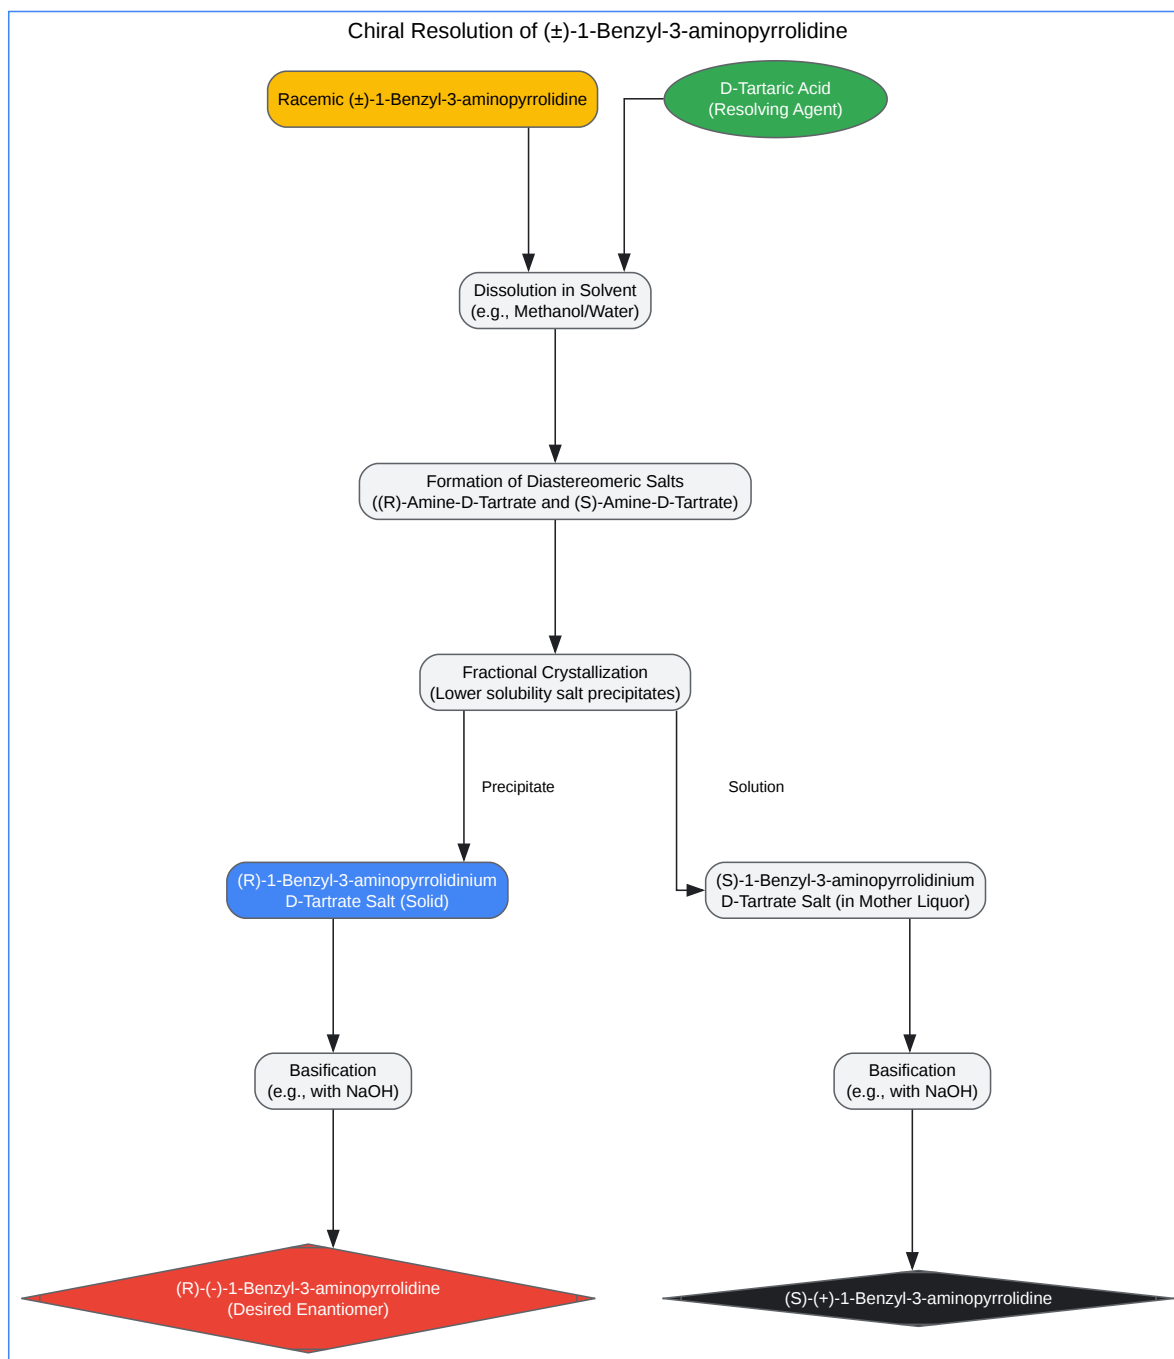 Chiral Resolution of (±)-1-Benzyl-3-aminopyrrolidine
Racemic (±)-1-Benzyl-3-aminopyrrolidine
D-Tartaric Acid
(Resolving Agent)
Dissolution in Solvent
(e.g., Methanol/Water)
Formation of Diastereomeric Salts
((R)-Amine-D-Tartrate and (S)-Amine-D-Tartrate)
Fractional Crystallization
(Lower solubility salt precipitates)
Precipitate
Solution
(R)-1-Benzyl-3-aminopyrrolidinium
D-Tartrate Salt (Solid)
(S)-1-Benzyl-3-aminopyrrolidinium
D-Tartrate Salt (in Mother Liquor)
Basification
(e.g., with NaOH)
Basification
(e.g., with NaOH)
(R)-(-)-1-Benzyl-3-aminopyrrolidine
(Desired Enantiomer)
(S)-(+)-1-Benzyl-3-aminopyrrolidine